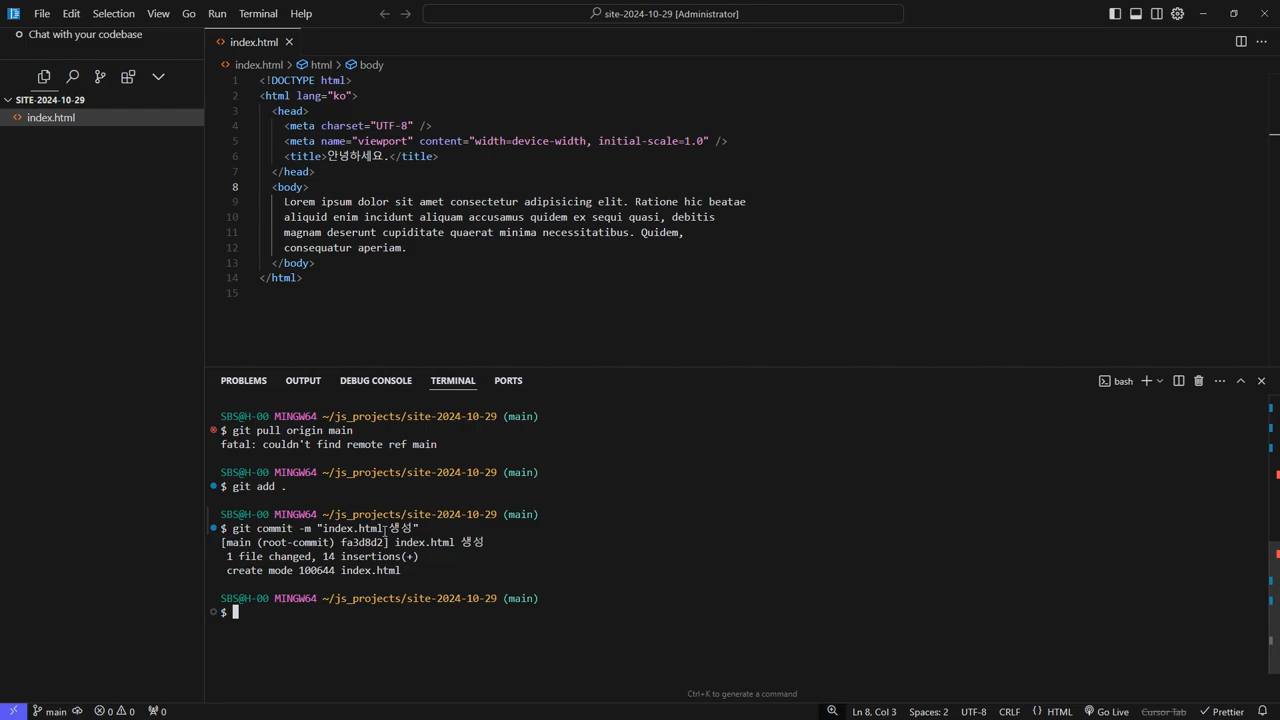 File Edit Selection View Go Run Terminal Help
site-2024-10-29 [Administrator]
Chat with your codebase
SITE-2024-10-29
index.html
index.html
index.html > html > body
1 <!DOCTYPE html>
2 <html lang="ko">
3 <head>
4 <meta charset="UTF-8" />
5 <meta name="viewport" content="width=device-width, initial-scale=1.0" />
6 <title>안녕하세요.</title>
7 </head>
8 <body>
9 Lorem ipsum dolor sit amet consectetur adipisicing elit. Ratione hic beatae
10 aliquid enim incidunt aliquam accusamus quidem ex sequi quasi, debitis
11 magnam deserunt cupiditate quaerat minima necessitatibus. Quidem,
12 consequatur aperiam.
13 </body>
14 </html>
15
PROBLEMS OUTPUT DEBUG CONSOLE TERMINAL PORTS
bash
SBS@H-00 MINGW64 ~/js_projects/site-2024-10-29 (main)
$ git pull origin main
fatal: couldn't find remote ref main
SBS@H-00 MINGW64 ~/js_projects/site-2024-10-29 (main)
$ git add .
SBS@H-00 MINGW64 ~/js_projects/site-2024-10-29 (main)
$ git commit -m "index.html 생성"
[main (root-commit) fa3d8d2] index.html 생성
1 file changed, 14 insertions(+)
create mode 100644 index.html
SBS@H-00 MINGW64 ~/js_projects/site-2024-10-29 (main)
$
Ctrl+K to generate a command
main 0 0 0 Ln 8, Col 3 Spaces: 2 UTF-8 CRLF HTML Go Live Cursor Tab Prettier